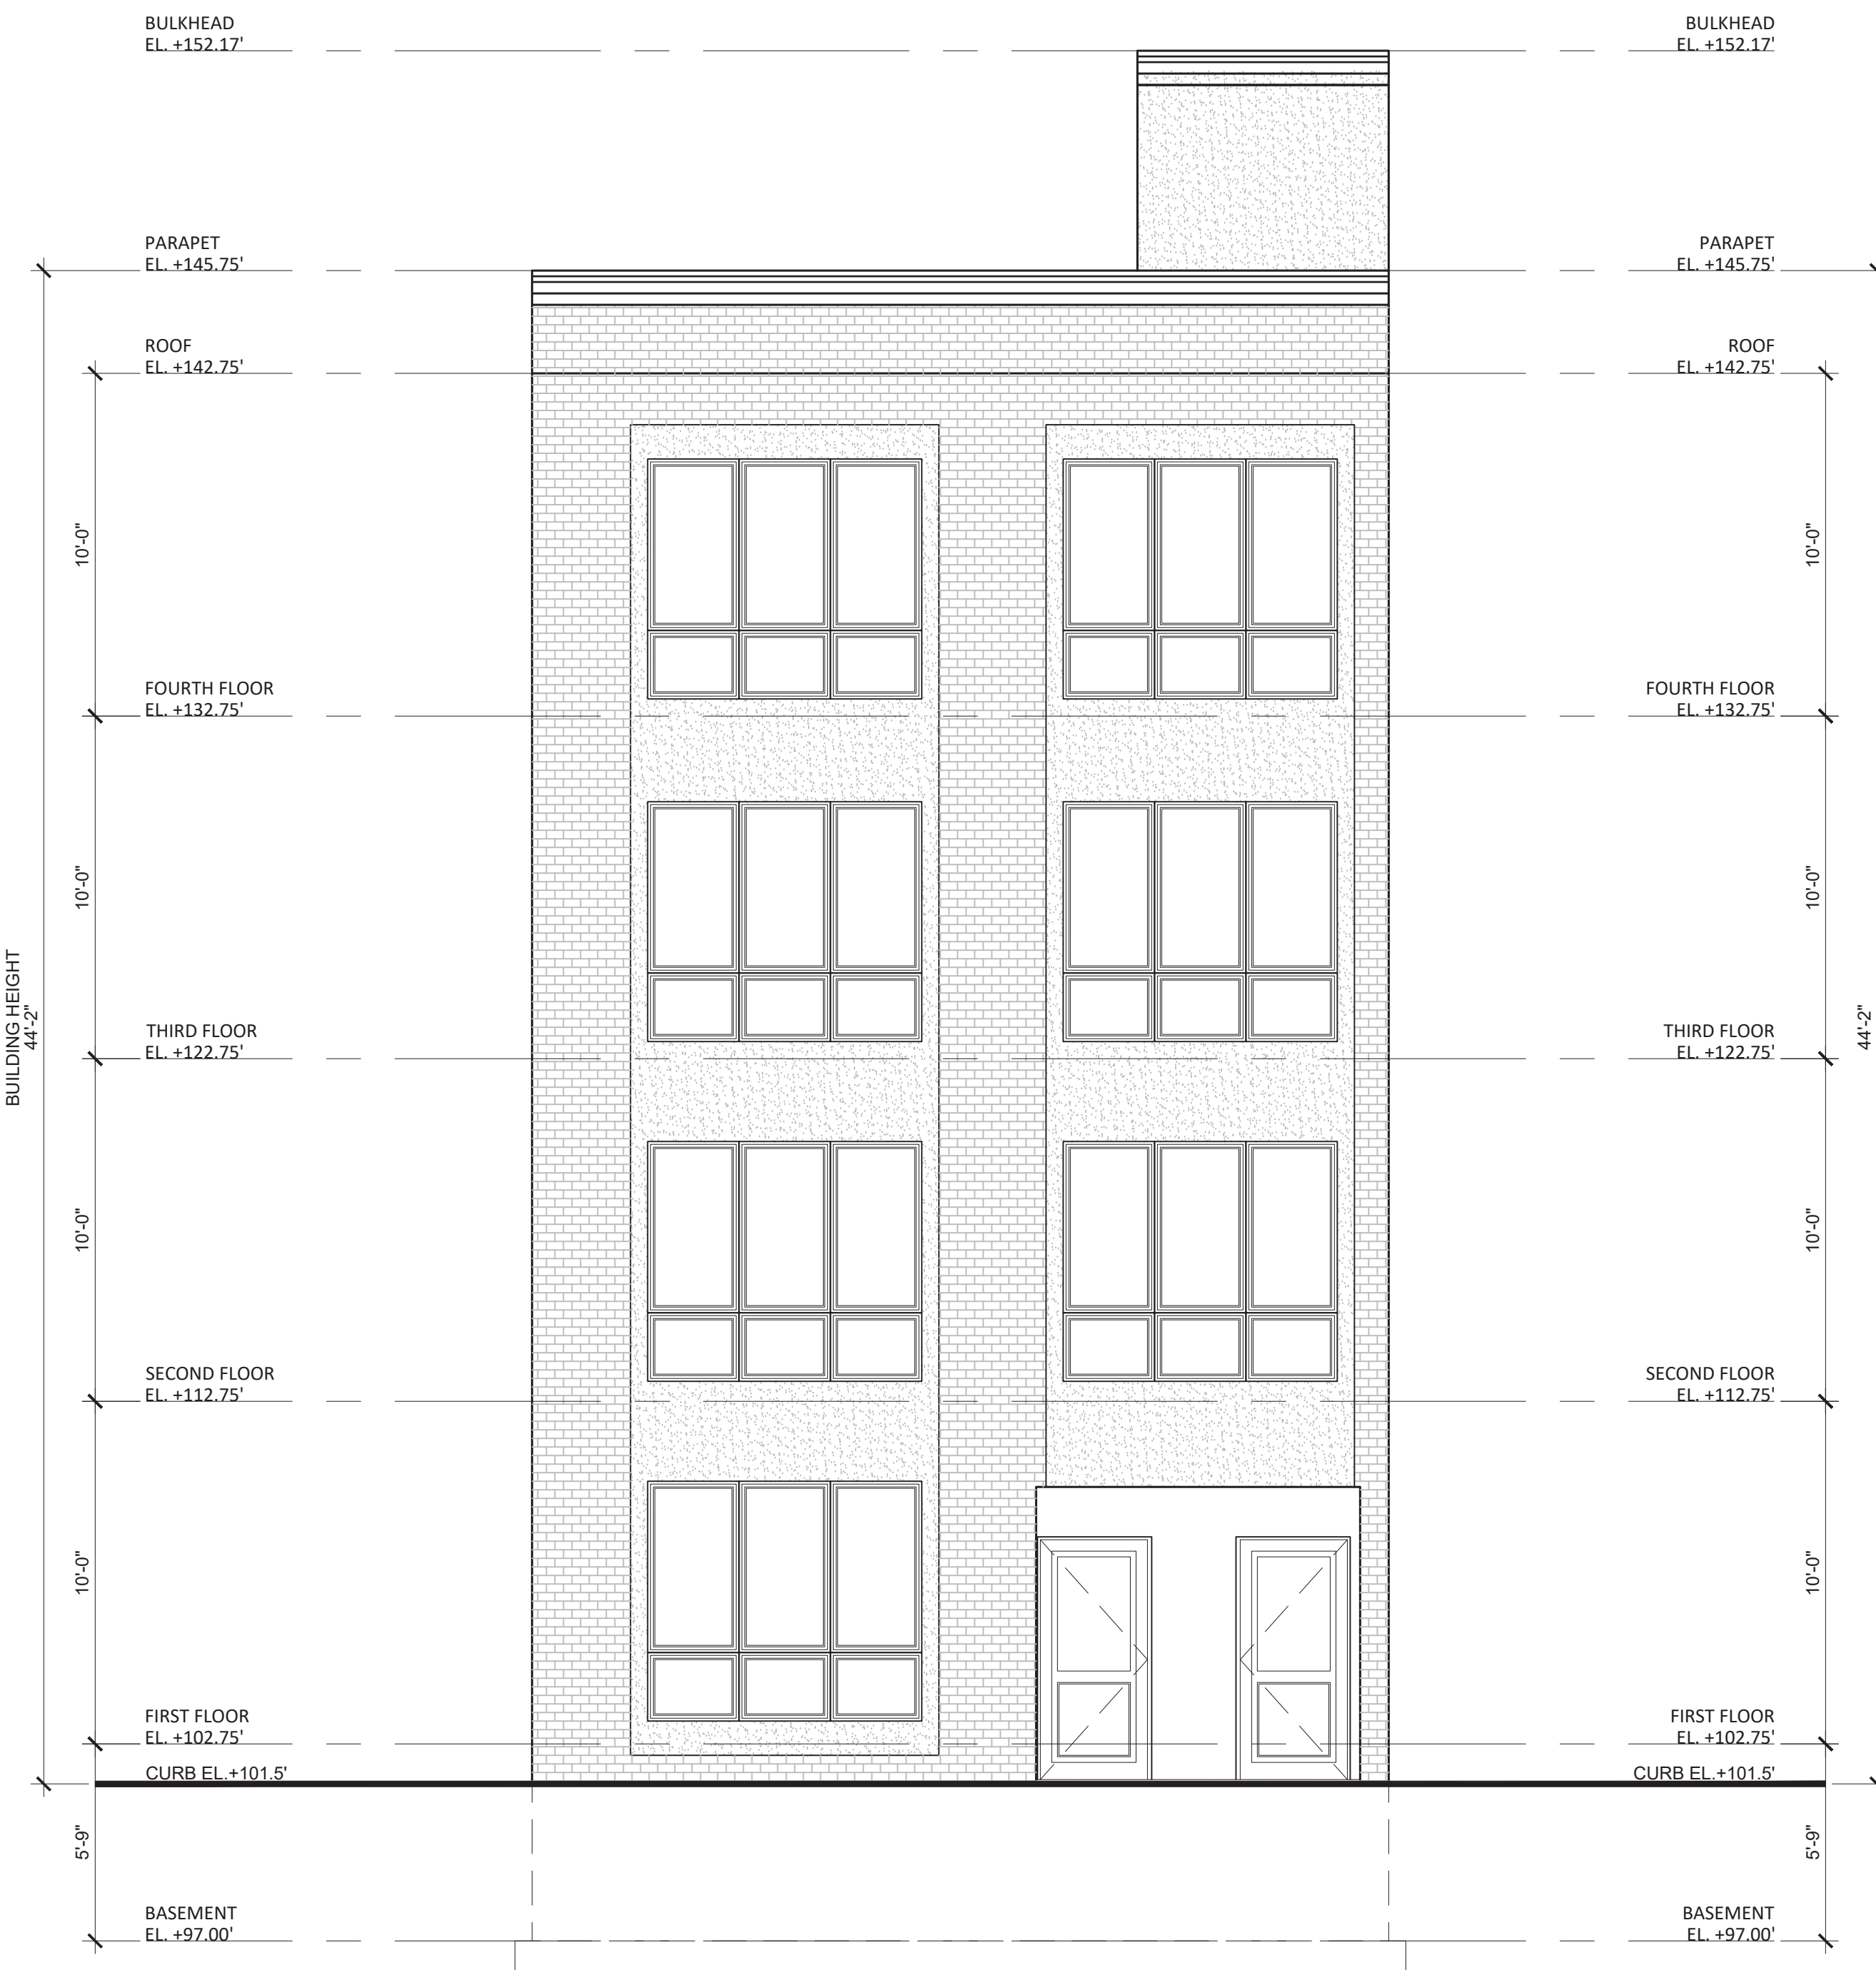 BULKHEAD
EL. +152.17'
BULKHEAD
EL. +152.17'
PARAPET
EL. +145.75'
PARAPET
EL. +145.75'
ROOF
EL. +142.75'
ROOF
EL. +142.75'
10'-0"
10'-0"
FOURTH FLOOR
EL. +132.75'
FOURTH FLOOR
EL. +132.75'
10'-0"
10'-0"
BUILDING HEIGHT
44'-2"
44'-2"
THIRD FLOOR
EL. +122.75'
THIRD FLOOR
EL. +122.75'
10'-0"
10'-0"
SECOND FLOOR
EL. +112.75'
SECOND FLOOR
EL. +112.75'
10'-0"
10'-0"
FIRST FLOOR
EL. +102.75'
FIRST FLOOR
EL. +102.75'
CURB EL.+101.5'
CURB EL.+101.5'
5'-9"
5'-9"
BASEMENT
EL. +97.00'
BASEMENT
EL. +97.00'